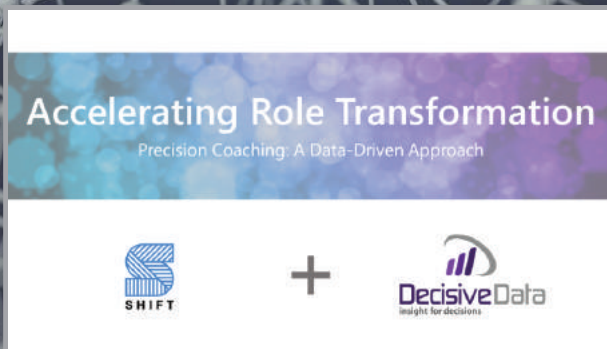 Accelerating Role Transformation
Precision Coaching: A Data-Driven Approach
SHIFT
+
DecisiveData
insight for decisions